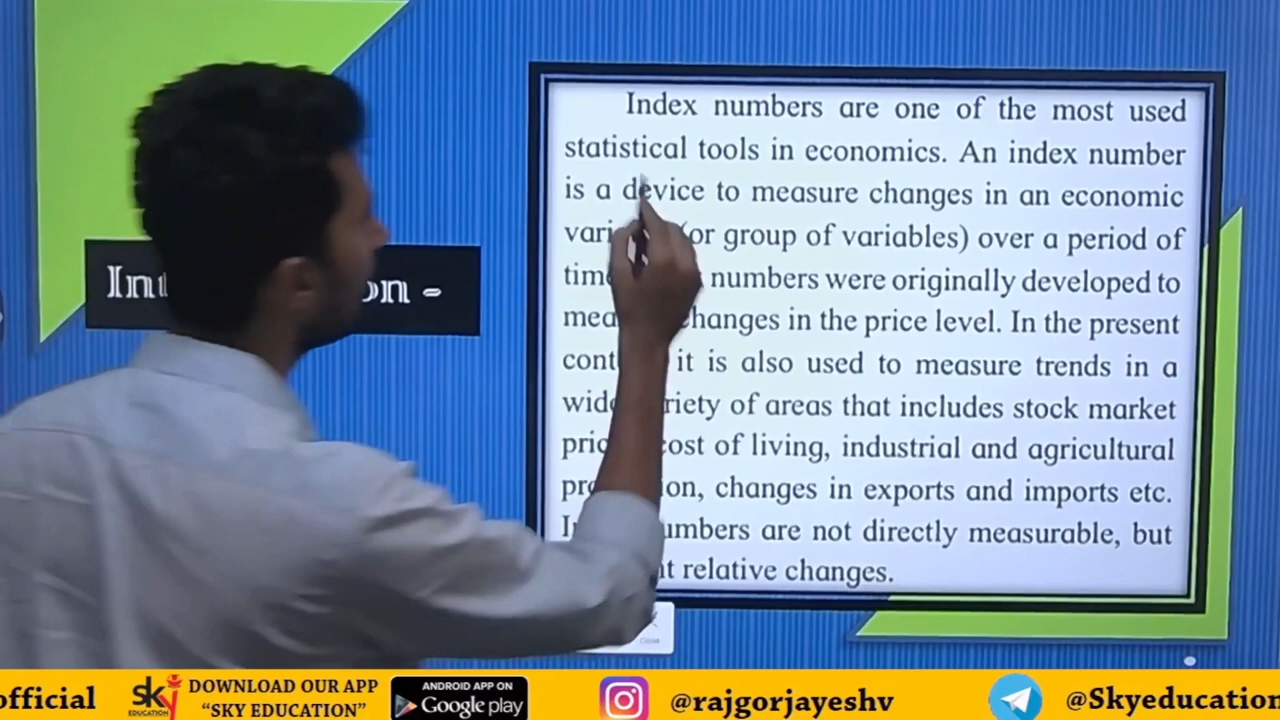 Index numbers are one of the most used
statistical tools in economics. An index number
is a device to measure changes in an economic
(or group of variables) over a period of
numbers were originally developed to
changes in the price level. In the present
it is also used to measure trends in a
of areas that includes stock market
cost of living, industrial and agricultural
changes in exports and imports etc.
are not directly measurable, but
relative changes.
official
sky
EDUCATION
DOWNLOAD OUR APP
“SKY EDUCATION”
ANDROID APP ON
Google play
@rajgorjayeshv
@Skyeducation